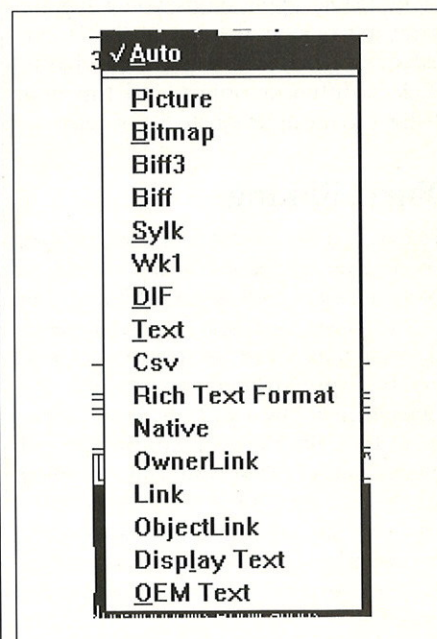 3
✓Auto
Picture
Bitmap
Biff3
Biff
Sylk
Wk1
DIF
Text
Csv
Rich Text Format
Native
OwnerLink
Link
ObjectLink
Display Text
OEM Text